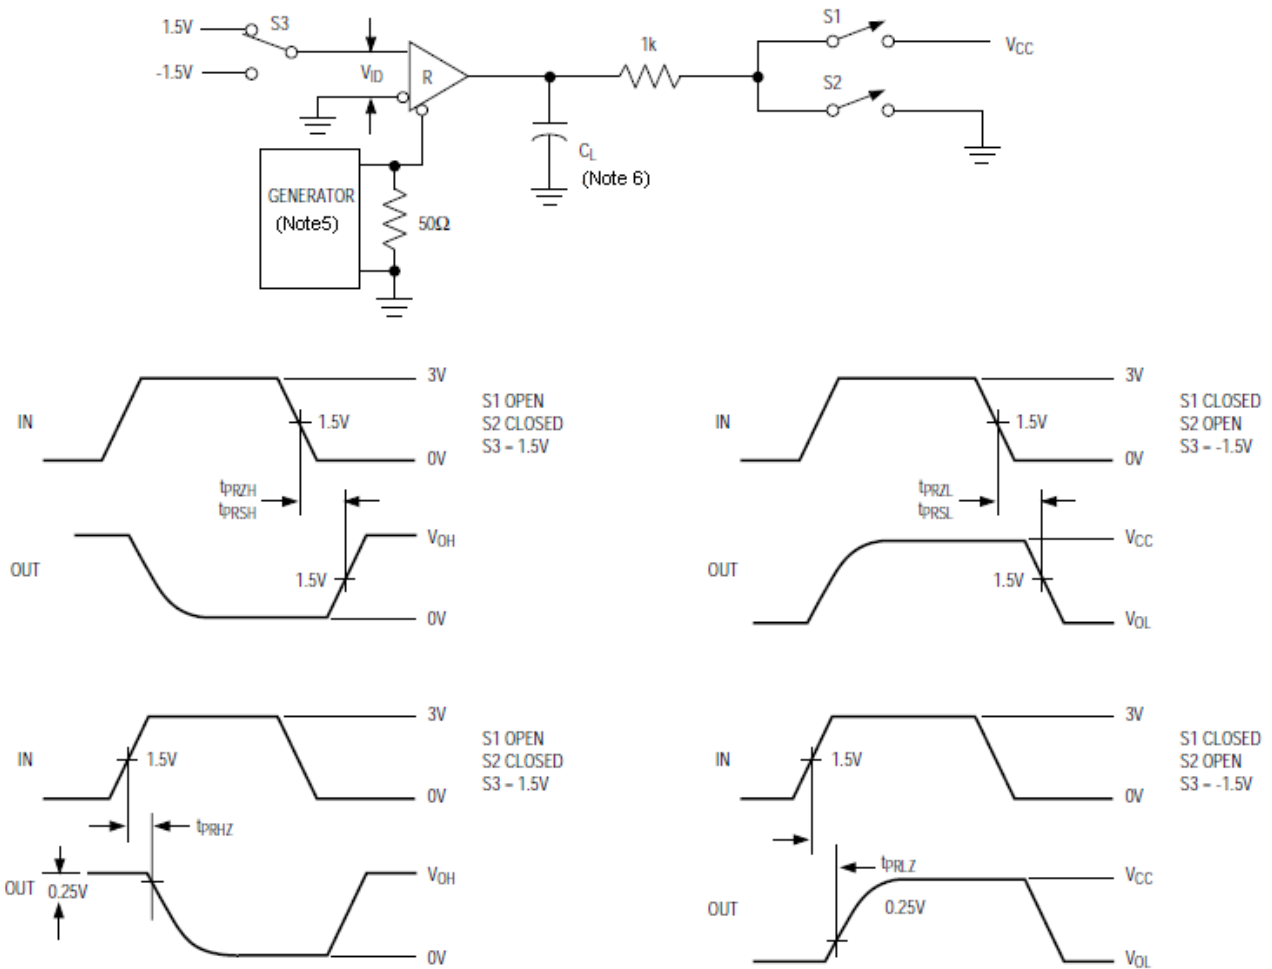 1.5V
S3
-1.5V
VID
R
1k
S1
VCC
S2
CL
(Note 6)
GENERATOR
(Note5)
50Ω
IN
3V
1.5V
0V
S1 OPEN
S2 CLOSED
S3 = 1.5V
tPRZH
tPRSH
OUT
VOH
1.5V
0V
IN
3V
1.5V
0V
S1 CLOSED
S2 OPEN
S3 = -1.5V
tPRZL
tPRSL
OUT
VCC
1.5V
VOL
IN
3V
1.5V
0V
S1 OPEN
S2 CLOSED
S3 = 1.5V
tPRHZ
OUT
0.25V
VOH
0V
IN
3V
1.5V
0V
S1 CLOSED
S2 OPEN
S3 = -1.5V
tPRLZ
OUT
VCC
0.25V
VOL